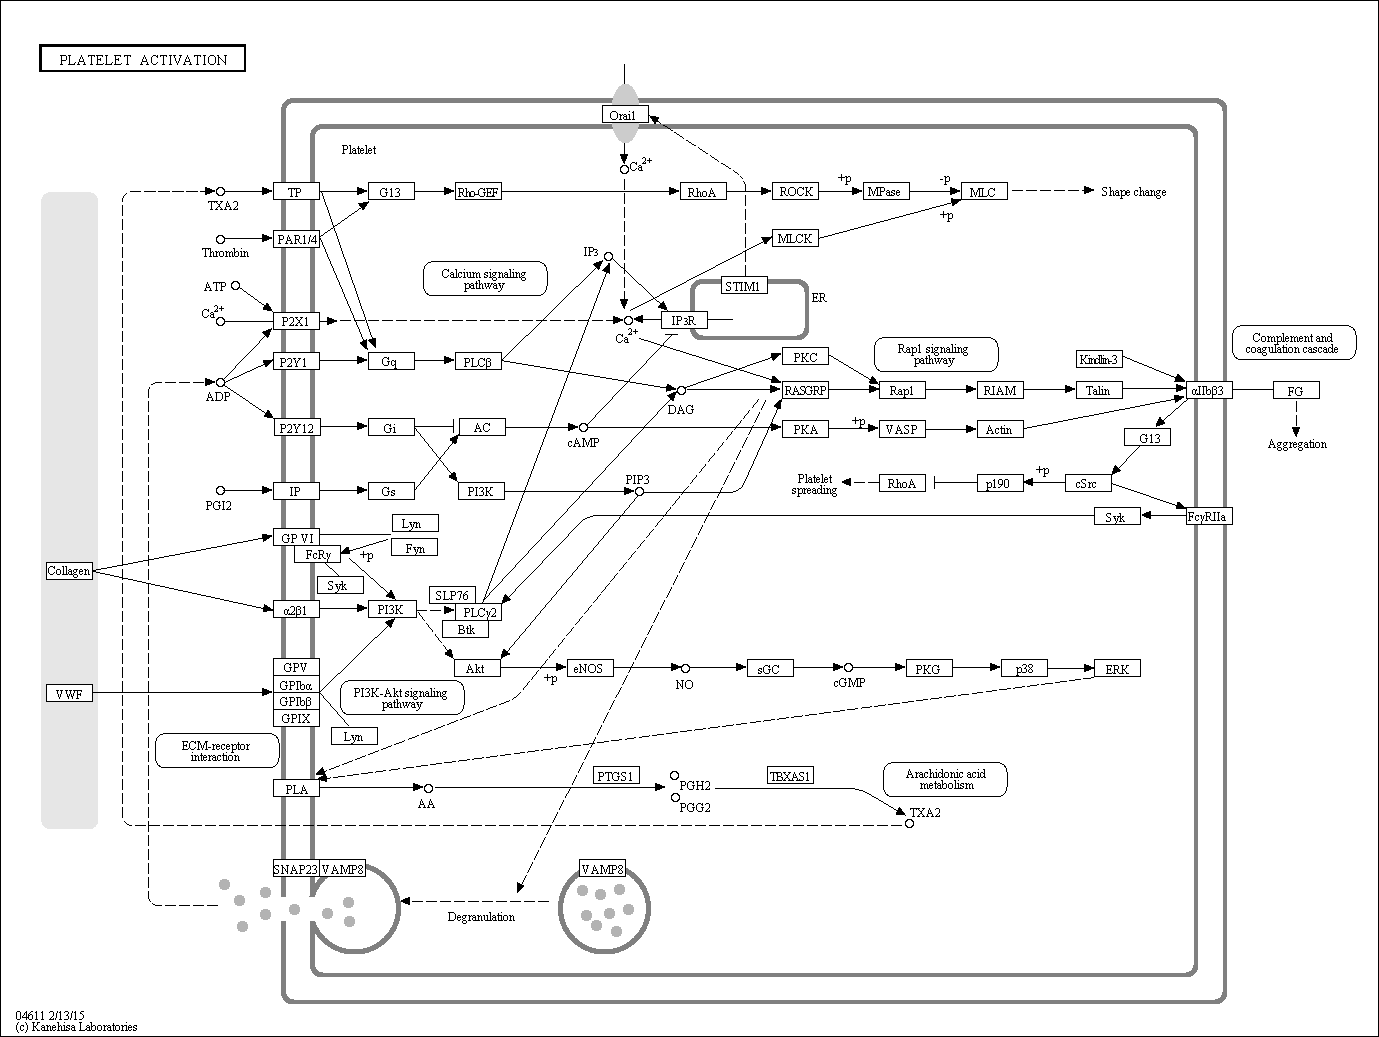 PLATELET ACTIVATION
Orai1
Platelet
Ca2+
TXA2
TP
G13
Rho-GEF
RhoA
ROCK
+p
MPase
-p
MLC
Shape change
+p
Thrombin
PAR1/4
MLCK
IP3
Calcium signaling
pathway
ATP
STIM1
ER
Ca2+
P2X1
Ca2+
IP3R
Complement and
coagulation cascade
P2Y1
Gq
PLCβ
PKC
Rap1 signaling
pathway
Kindlin-3
ADP
DAG
RASGRP
Rap1
RIAM
Talin
αIIbβ3
FG
P2Y12
Gi
AC
cAMP
PKA
+p
VASP
Actin
G13
Aggregation
PGI2
IP
Gs
PI3K
PIP3
Platelet
spreading
RhoA
p190
+p
cSrc
Lyn
Syk
FcγRIIa
GP VI
Fyn
FcRγ
+p
Collagen
Syk
SLP76
α2β1
PI3K
PLCγ2
Btk
GPV
Akt
+p
eNOS
NO
sGC
cGMP
PKG
p38
ERK
VWF
GPIbα
GPIbβ
GPIX
PI3K-Akt signaling
pathway
Lyn
ECM-receptor
interaction
PLA
AA
PTGS1
PGH2
PGG2
TBXAS1
Arachidonic acid
metabolism
TXA2
SNAP23
VAMP8
VAMP8
Degranulation
04611 2/13/15
(c) Kanehisa Laboratories